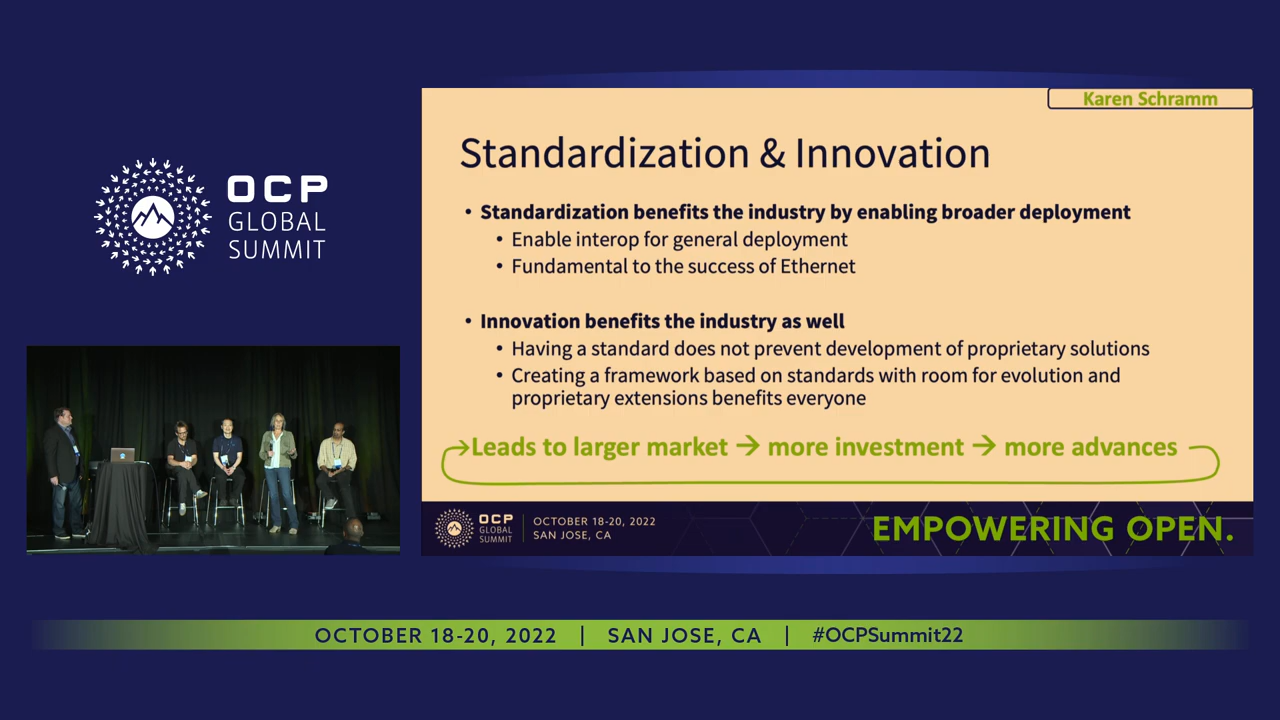 OCP
GLOBAL
SUMMIT
Karen Schramm
Standardization & Innovation
• Standardization benefits the industry by enabling broader deployment
• Enable interop for general deployment
• Fundamental to the success of Ethernet
• Innovation benefits the industry as well
• Having a standard does not prevent development of proprietary solutions
• Creating a framework based on standards with room for evolution and
proprietary extensions benefits everyone
→Leads to larger market → more investment → more advances
OCP
GLOBAL
SUMMIT
OCTOBER 18-20, 2022
SAN JOSE, CA
EMPOWERING OPEN.
OCTOBER 18-20, 2022 | SAN JOSE, CA | #OCPSummit22